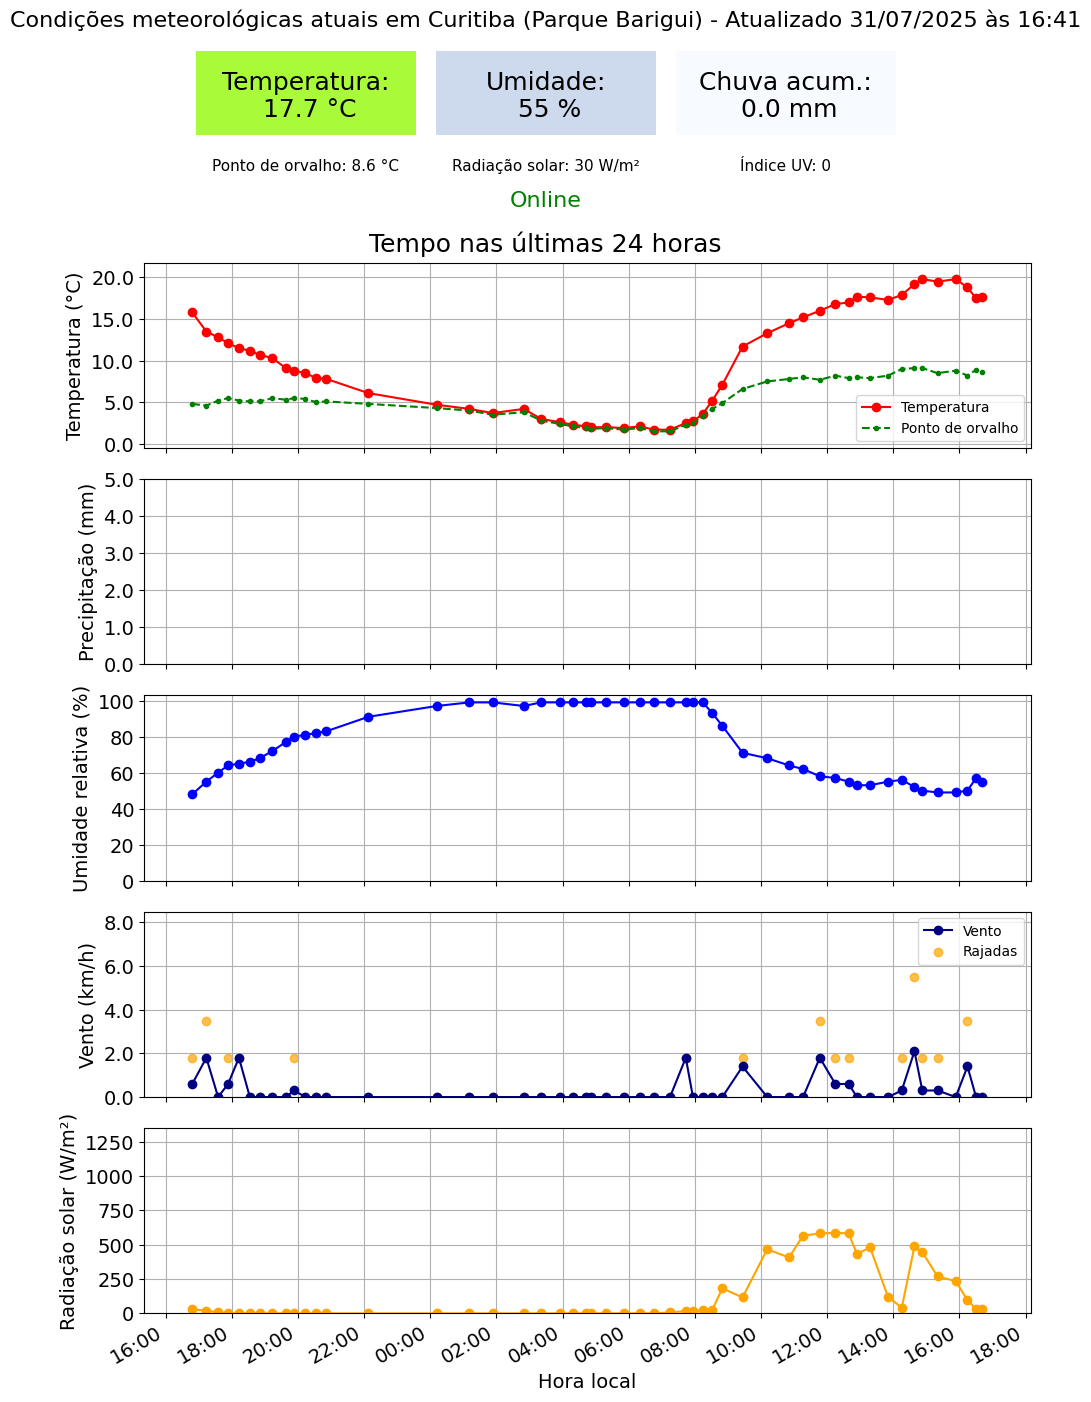 Condições meteorológicas atuais em Curitiba (Parque Barigui) - Atualizado 31/07/2025 às 16:41
Temperatura:
17.7 °C
Umidade:
55 %
Chuva acum.:
0.0 mm
Ponto de orvalho: 8.6 °C
Radiação solar: 30 W/m²
Índice UV: 0
Online
Tempo nas últimas 24 horas
Temperatura (°C)
20.0
15.0
10.0
5.0
0.0
Temperatura
Ponto de orvalho
Precipitação (mm)
5.0
4.0
3.0
2.0
1.0
0.0
Umidade relativa (%)
100
80
60
40
20
0
Vento (km/h)
8.0
6.0
4.0
2.0
0.0
Vento
Rajadas
Radiação solar (W/m²)
1250
1000
750
500
250
0
16:00
18:00
20:00
22:00
00:00
02:00
04:00
06:00
08:00
10:00
12:00
14:00
16:00
18:00
Hora local